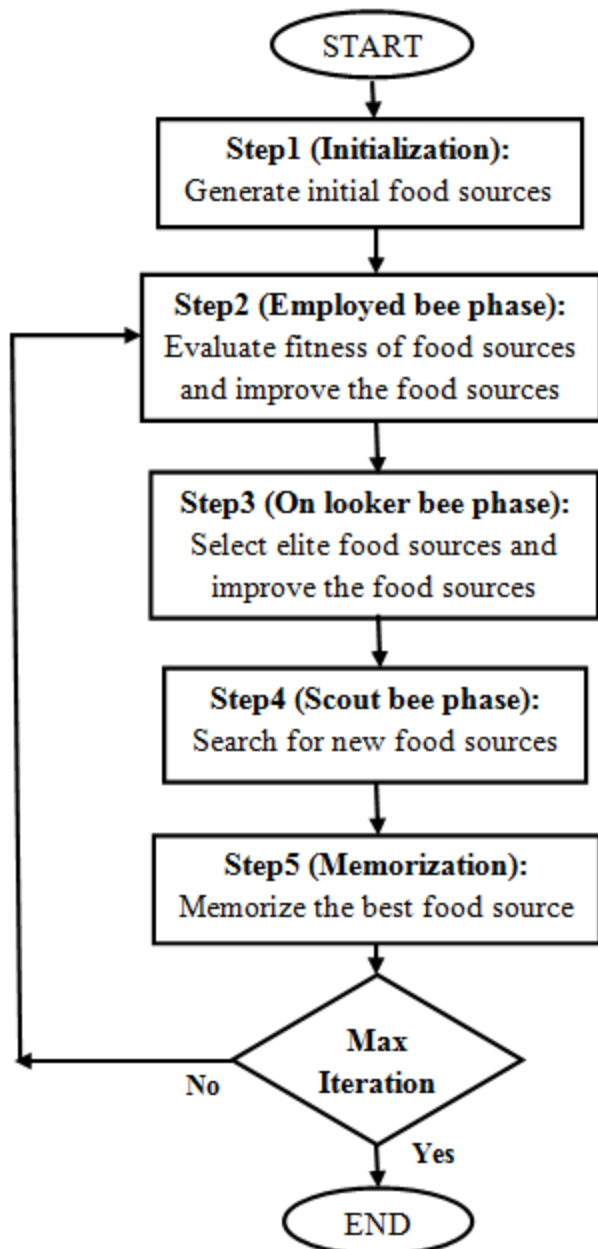 START
Step1 (Initialization):
Generate initial food sources
Step2 (Employed bee phase):
Evaluate fitness of food sources
and improve the food sources
Step3 (On looker bee phase):
Select elite food sources and
improve the food sources
Step4 (Scout bee phase):
Search for new food sources
Step5 (Memorization):
Memorize the best food source
Max
Iteration
No
Yes
END